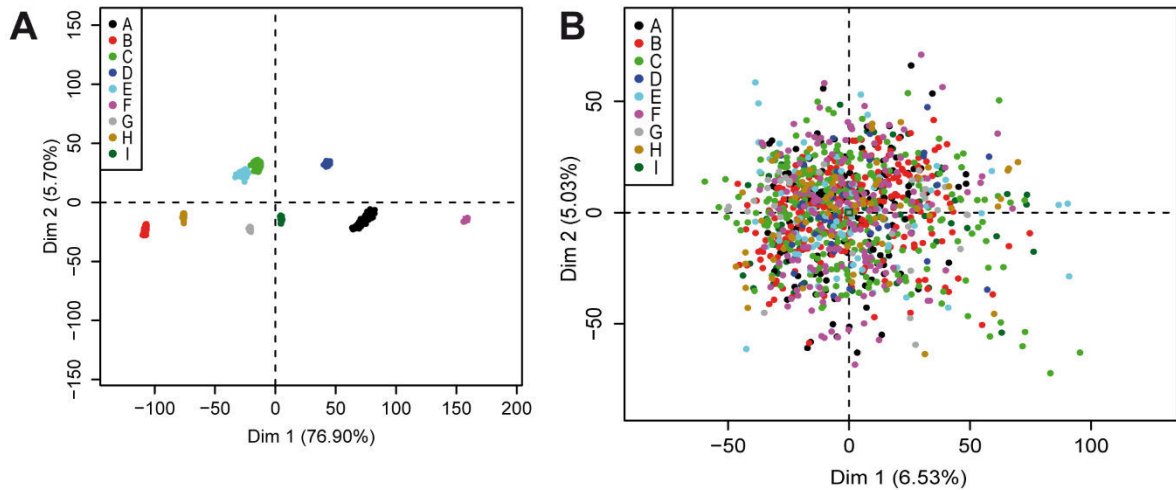 A
A
B
C
D
E
F
G
H
I
150
100
50
0
−50
−100
−150
Dim 2 (5.70%)
−100 −50 0 50 100 150 200
Dim 1 (76.90%)
B
A
B
C
D
E
F
G
H
I
50
0
−50
Dim 2 (5.03%)
−50 0 50 100
Dim 1 (6.53%)